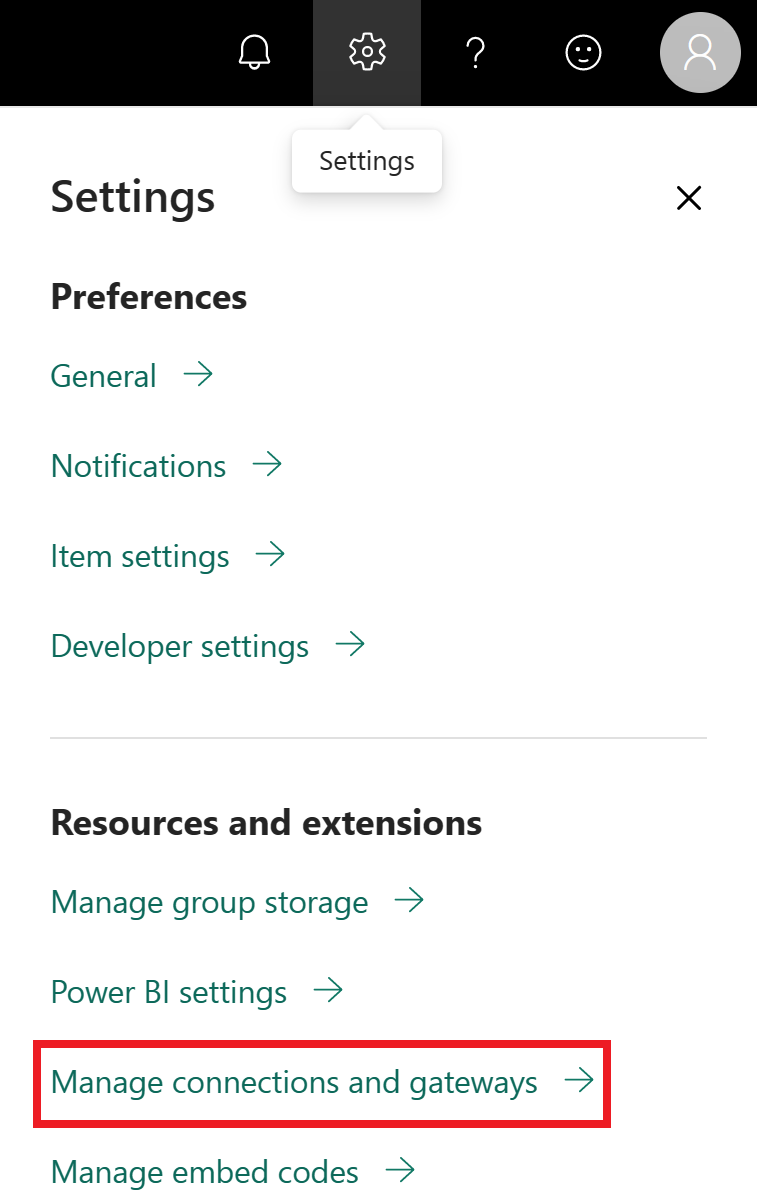 Settings
Settings
Preferences
General
Notifications
Item settings
Developer settings
Resources and extensions
Manage group storage
Power BI settings
Manage connections and gateways
Manage embed codes